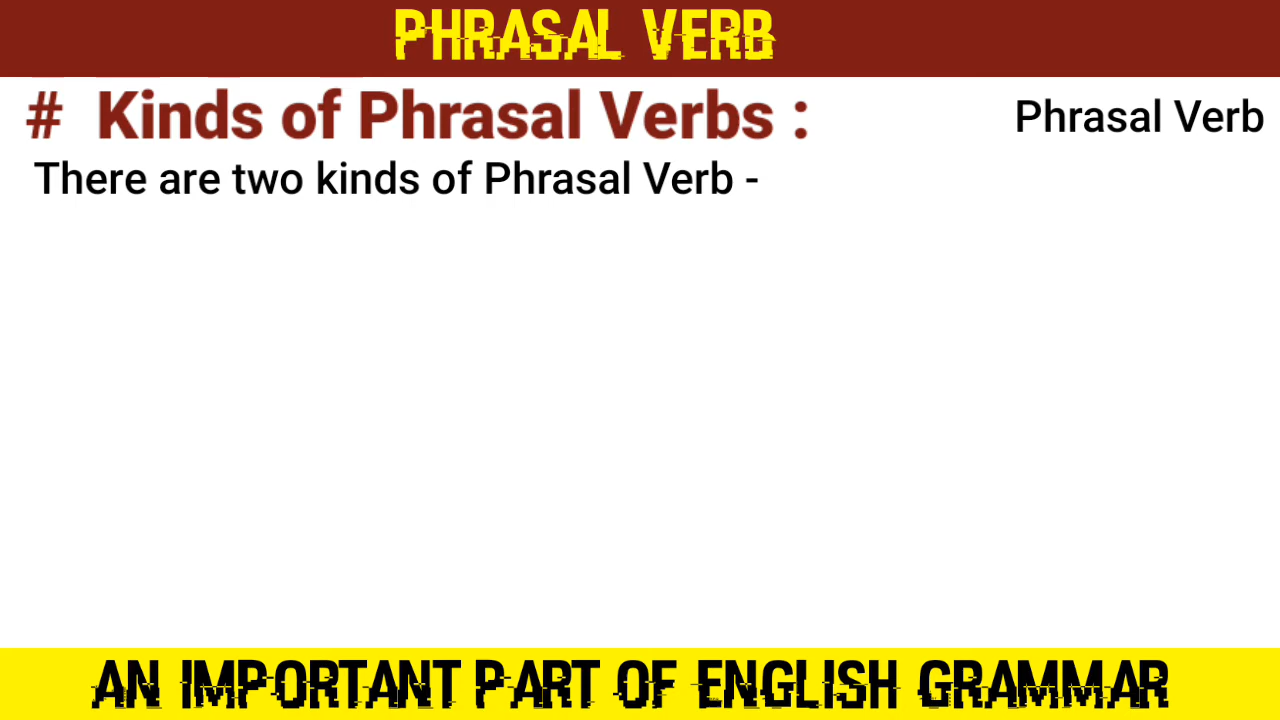 PHRASAL VERB
# Kinds of Phrasal Verbs :
Phrasal Verb
There are two kinds of Phrasal Verb -
AN IMPORTANT PART OF ENGLISH GRAMMAR